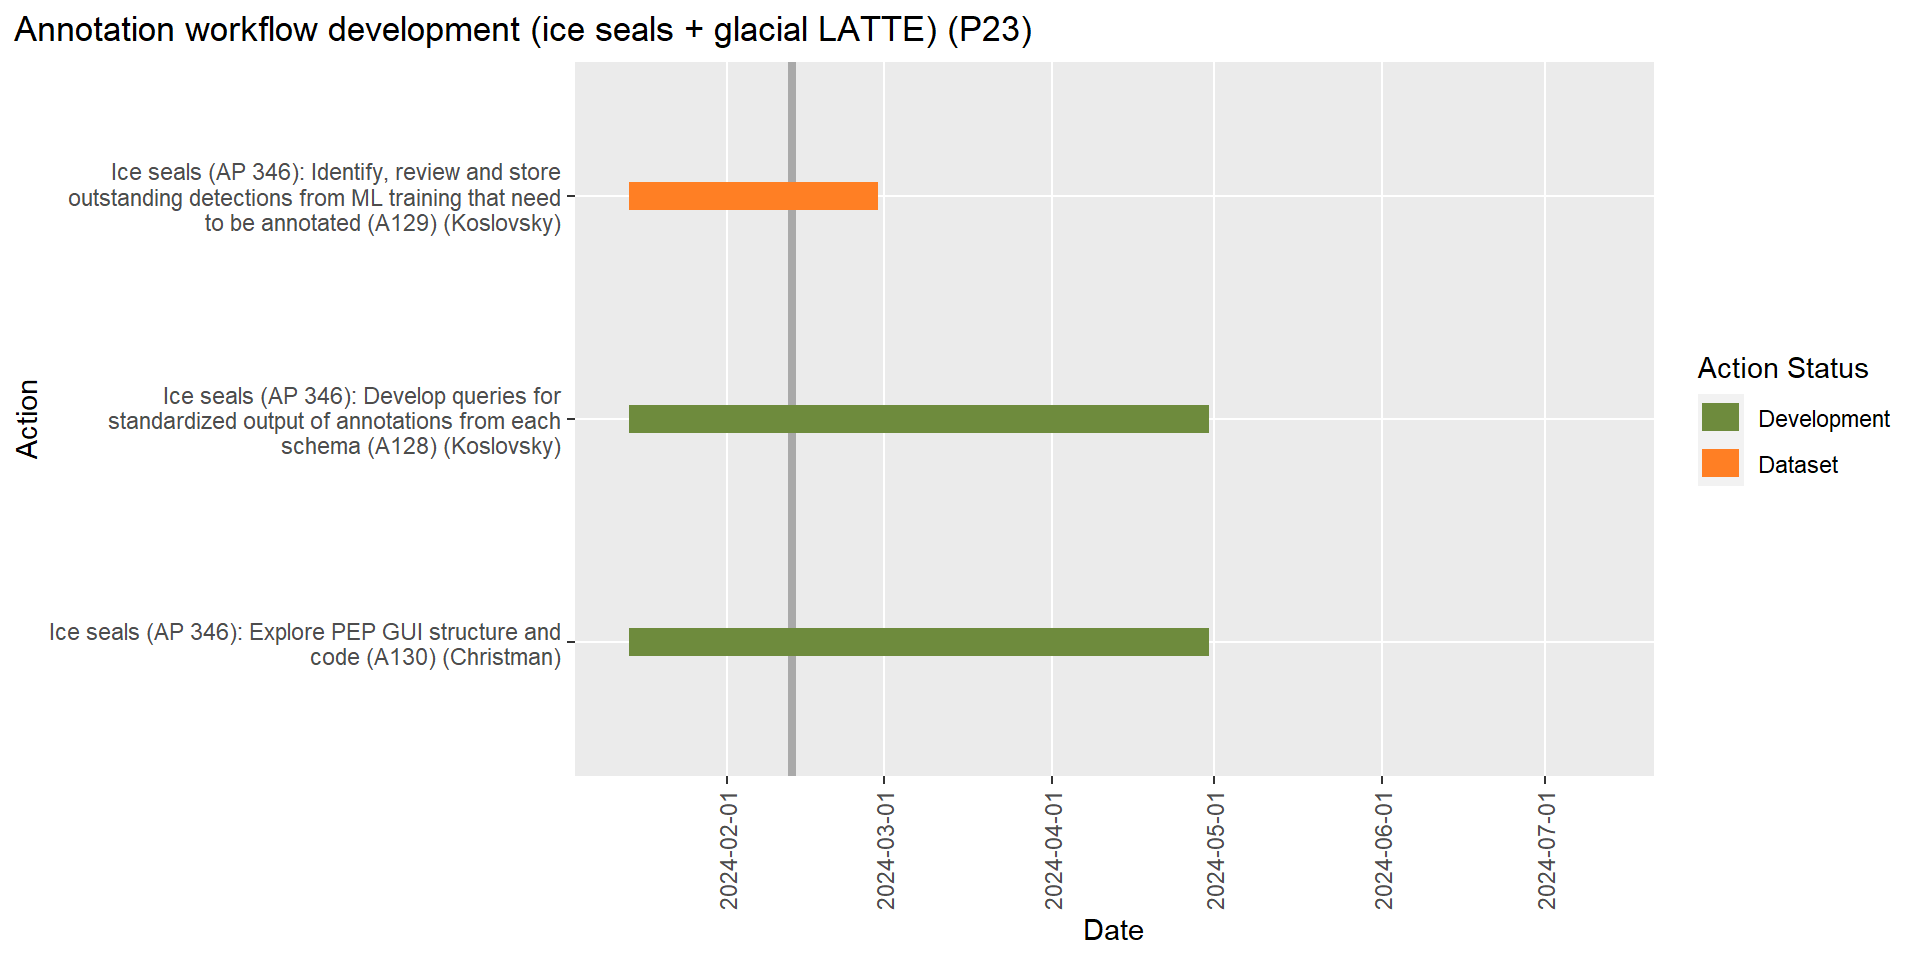 Annotation workflow development (ice seals + glacial LATTE) (P23)
Action
Ice seals (AP 346): Identify, review and store
outstanding detections from ML training that need
to be annotated (A129) (Koslovsky)
Ice seals (AP 346): Develop queries for
standardized output of annotations from each
schema (A128) (Koslovsky)
Ice seals (AP 346): Explore PEP GUI structure and
code (A130) (Christman)
2024-02-01
2024-03-01
2024-04-01
2024-05-01
2024-06-01
2024-07-01
Date
Action Status
Development
Dataset